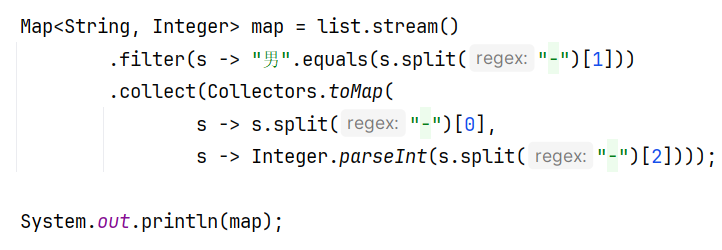 Map<String, Integer> map = list.stream()
.filter(s -> "男".equals(s.split( regex: "-")[1]))
.collect(Collectors.toMap(
s -> s.split( regex: "-")[0],
s -> Integer.parseInt(s.split( regex: "-")[2])));
System.out.println(map);